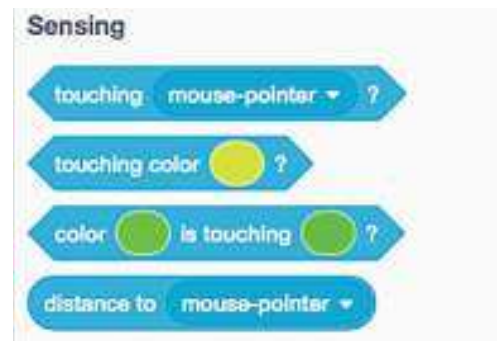 Sensing
touching mouse-pointer ?
touching color ?
color is touching ?
distance to mouse-pointer